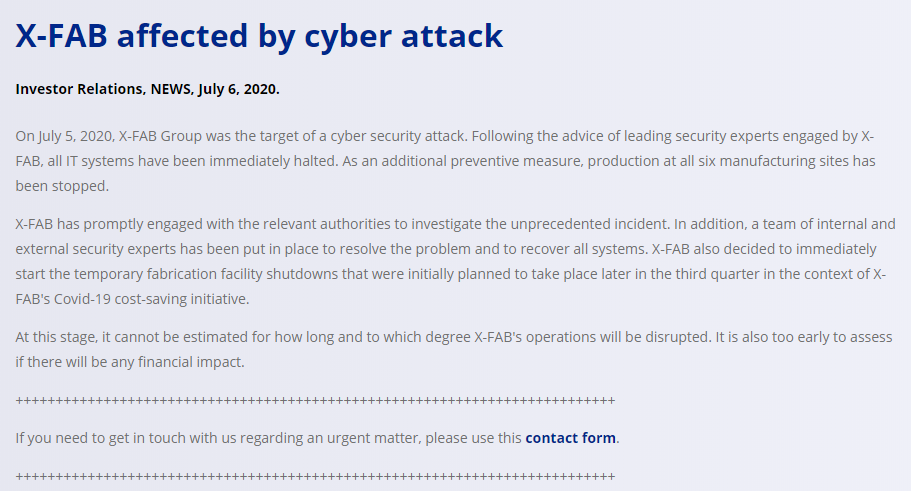 X-FAB affected by cyber attack
Investor Relations, NEWS, July 6, 2020.
On July 5, 2020, X-FAB Group was the target of a cyber security attack. Following the advice of leading security experts engaged by X-
FAB, all IT systems have been immediately halted. As an additional preventive measure, production at all six manufacturing sites has
been stopped.
X-FAB has promptly engaged with the relevant authorities to investigate the unprecedented incident. In addition, a team of internal and
external security experts has been put in place to resolve the problem and to recover all systems. X-FAB also decided to immediately
start the temporary fabrication facility shutdowns that were initially planned to take place later in the third quarter in the context of X-
FAB's Covid-19 cost-saving initiative.
At this stage, it cannot be estimated for how long and to which degree X-FAB's operations will be disrupted. It is also too early to assess
if there will be any financial impact.
+++++++++++++++++++++++++++++++++++++++++++++++++++++++++++++++++++++++++++
If you need to get in touch with us regarding an urgent matter, please use this contact form.
+++++++++++++++++++++++++++++++++++++++++++++++++++++++++++++++++++++++++++